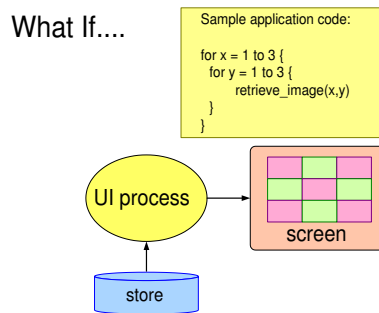 What If....
Sample application code:
for x = 1 to 3 {
for y = 1 to 3 {
retrieve_image(x,y)
}
}
UI process
screen
store